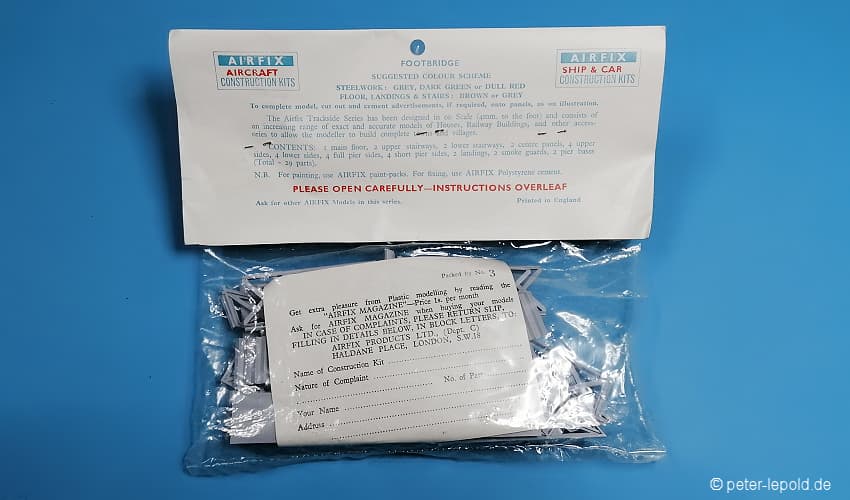 AIRFIX
AIRCRAFT
CONSTRUCTION KITS
FOOTBRIDGE
AIRFIX
SHIP & CAR
CONSTRUCTION KITS
SUGGESTED COLOUR SCHEME
STEELWORK: GREY, DARK GREEN or DULL RED
FLOOR, LANDINGS & STAIRS: BROWN or GREY
To complete model, cut out and cement advertisements, if required, onto panels, as on illustration.
The Airfix Trackside Series has been designed in 00 Scale (4mm. to the foot) and consists of
an increasing range of exact and accurate models of Houses, Railway Buildings, and other access-
ories to allow the modeller to build complete towns and villages.
CONTENTS: 1 main floor, 2 upper stairways, 2 lower stairways, 2 centre panels, 4 upper
sides, 4 lower sides, 4 full pier sides, 4 short pier sides, 2 landings, 2 smoke guards, 2 pier bases
(Total = 29 parts).
N.B. For painting, use AIRFIX paint-packs. For fixing, use AIRFIX Polystyrene cement.
PLEASE OPEN CAREFULLY—INSTRUCTIONS OVERLEAF
Ask for other AIRFIX Models in this series. Printed in England
Packed by No. 3
Get extra pleasure from Plastic modelling by reading the
"AIRFIX MAGAZINE"—Price 1s. per month
Ask for AIRFIX MAGAZINE when buying your models
IN CASE OF COMPLAINTS, PLEASE RETURN SLIP,
FILLING IN DETAILS BELOW, IN BLOCK LETTERS, TO:
AIRFIX PRODUCTS LTD., (Dept. C)
HALDANE PLACE, LONDON, S.W.18
Name of Construction Kit
Nature of Complaint No. of Part
Your Name
Address
© peter-lepold.de